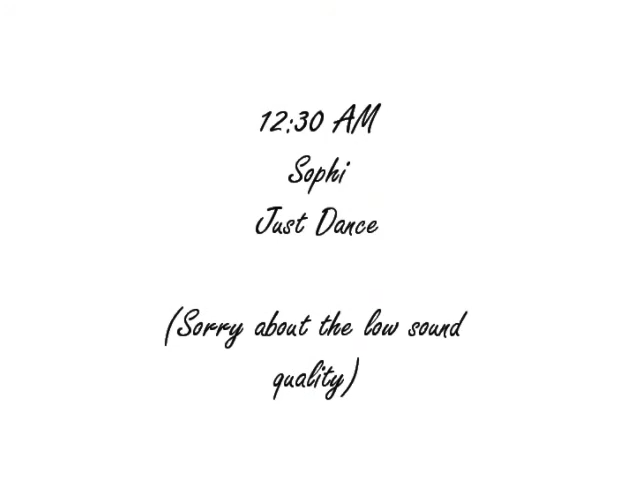 12:30 AM
Sophi
Just Dance
(Sorry about the low sound
quality)